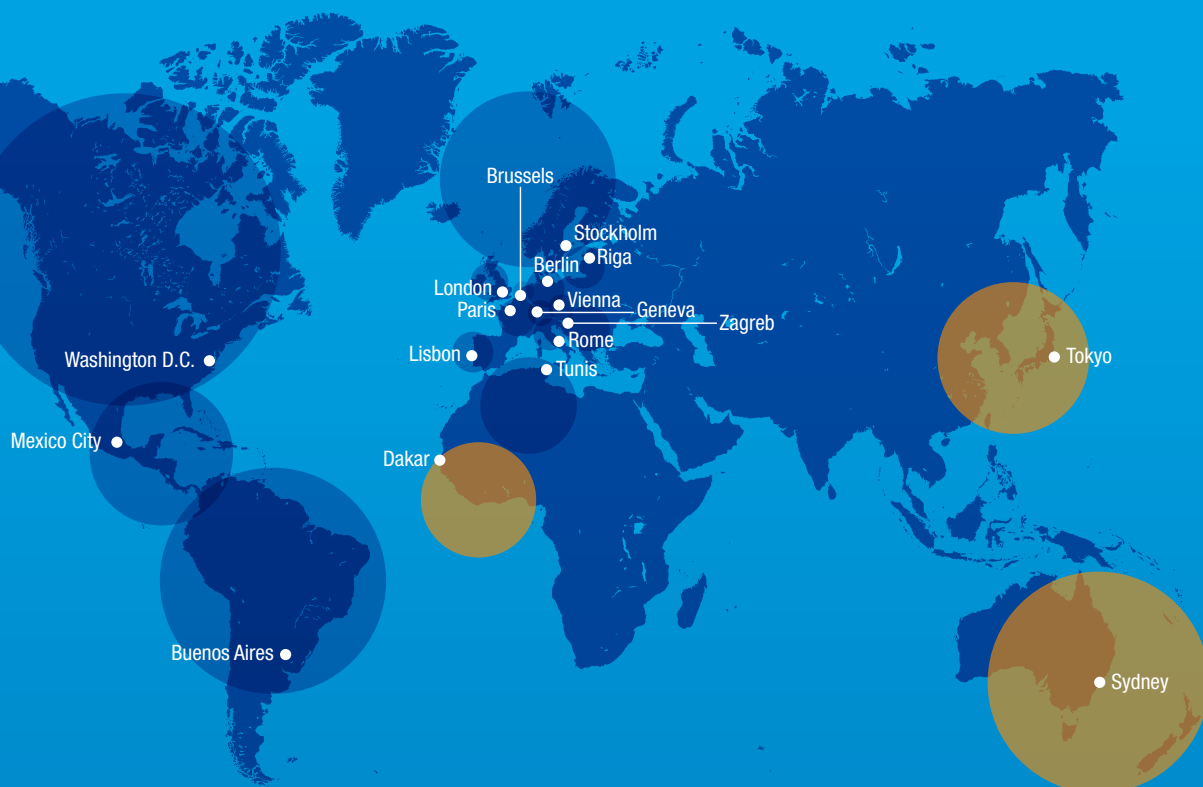 Brussels
Stockholm
Riga
Berlin
London
Vienna
Paris
Geneva
Zagreb
Rome
Lisbon
Washington D.C.
Tokyo
Tunis
Mexico City
Dakar
Buenos Aires
Sydney